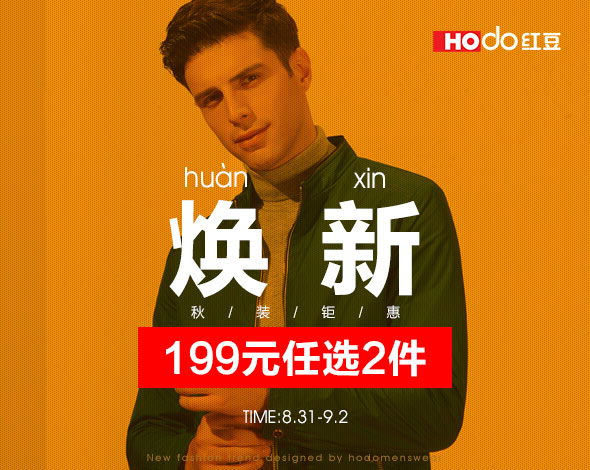 HOdo红豆
huàn xin
焕 新
秋 / 装 / 钜 / 惠
199元任选2件
TIME:8.31-9.2
New fashion trend designed by hodomenswear